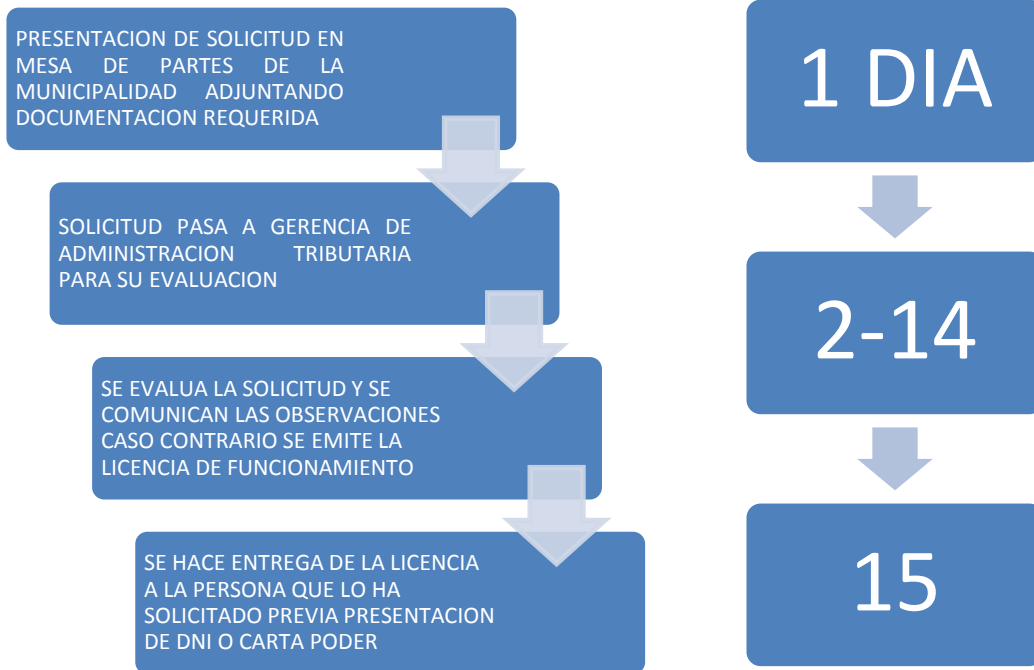 PRESENTACION DE SOLICITUD EN
MESA DE PARTES DE LA
MUNICIPALIDAD ADJUNTANDO
DOCUMENTACION REQUERIDA
SOLICITUD PASA A GERENCIA DE
ADMINISTRACION TRIBUTARIA
PARA SU EVALUACION
SE EVALUA LA SOLICITUD Y SE
COMUNICAN LAS OBSERVACIONES
CASO CONTRARIO SE EMITE LA
LICENCIA DE FUNCIONAMIENTO
SE HACE ENTREGA DE LA LICENCIA
A LA PERSONA QUE LO HA
SOLICITADO PREVIA PRESENTACION
DE DNI O CARTA PODER
1 DIA
2-14
15